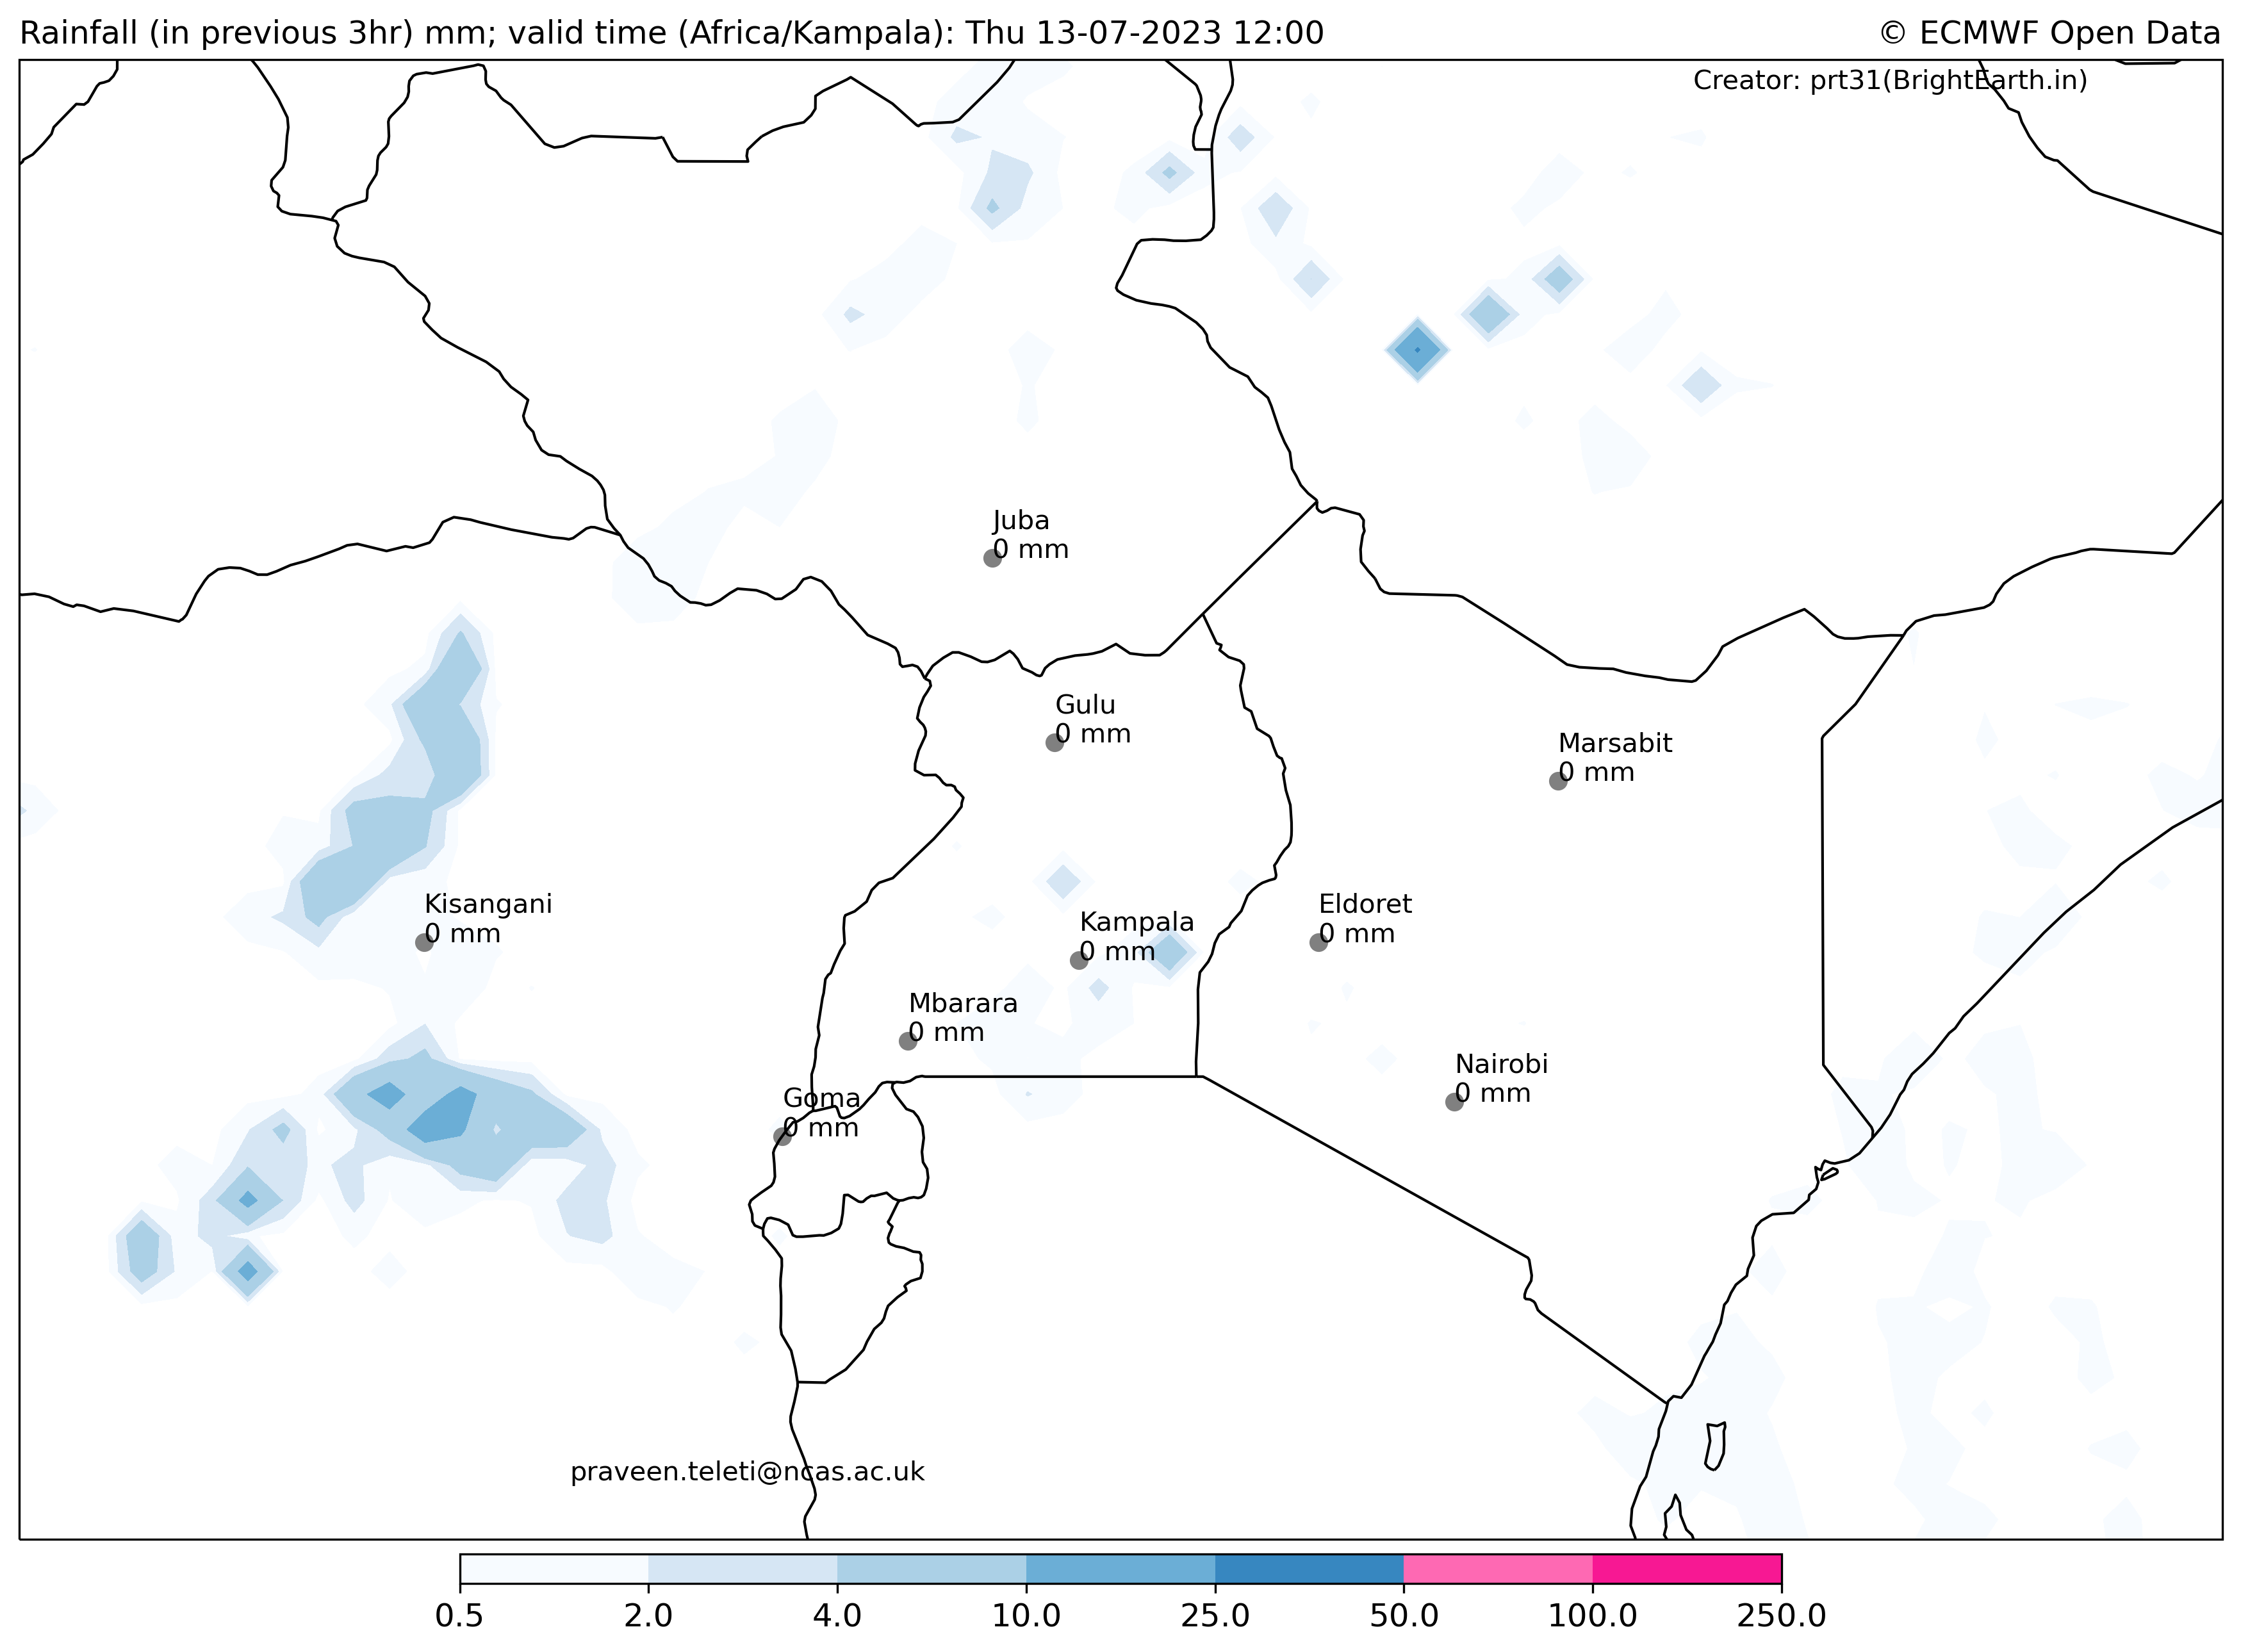 Rainfall (in previous 3hr) mm; valid time (Africa/Kampala): Thu 13-07-2023 12:00
© ECMWF Open Data
Creator: prt31(BrightEarth.in)
Juba
0 mm
Gulu
0 mm
Marsabit
0 mm
Kisangani
0 mm
Kampala
0 mm
Eldoret
0 mm
Mbarara
0 mm
Nairobi
0 mm
Goma
0 mm
praveen.teleti@ncas.ac.uk
0.5 2.0 4.0 10.0 25.0 50.0 100.0 250.0